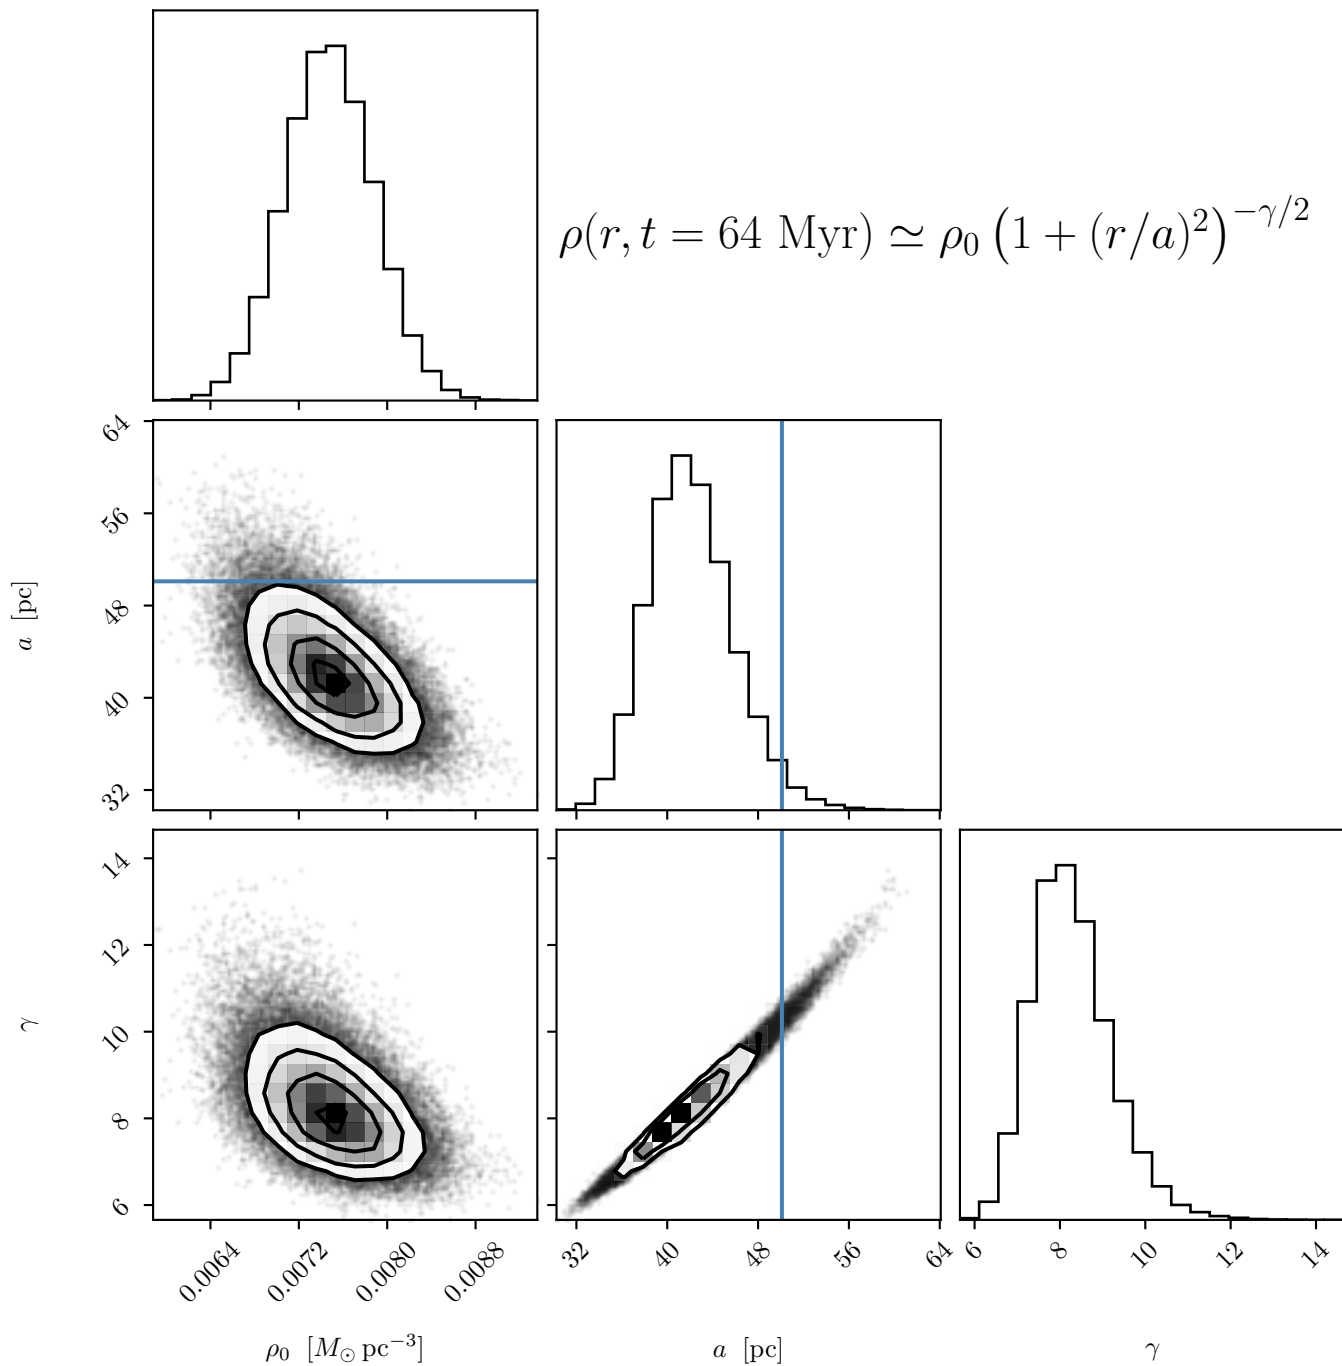 ρ(r, t = 64 Myr) ≃ ρ₀ (1 + (r/a)²)^{−γ/2}
64
56
48
40
32
a [pc]
14
12
10
8
6
γ
0.0064 0.0072 0.0080 0.0088
32 40 48 56 64
6 8 10 12 14
ρ₀ [M⊙ pc⁻³]
a [pc]
γ